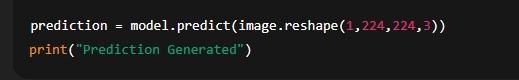 prediction = model.predict(image.reshape(1,224,224,3))
print("Prediction Generated")